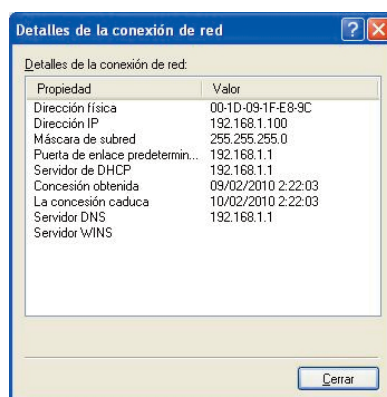 Detalles de la conexión de red
Detalles de la conexión de red:
Propiedad Valor
Dirección física 00-1D-09-1F-E8-9C
Dirección IP 192.168.1.100
Máscara de subred 255.255.255.0
Puerta de enlace predetermin... 192.168.1.1
Servidor de DHCP 192.168.1.1
Concesión obtenida 09/02/2010 2:22:03
La concesión caduca 10/02/2010 2:22:03
Servidor DNS 192.168.1.1
Servidor WINS
Cerrar